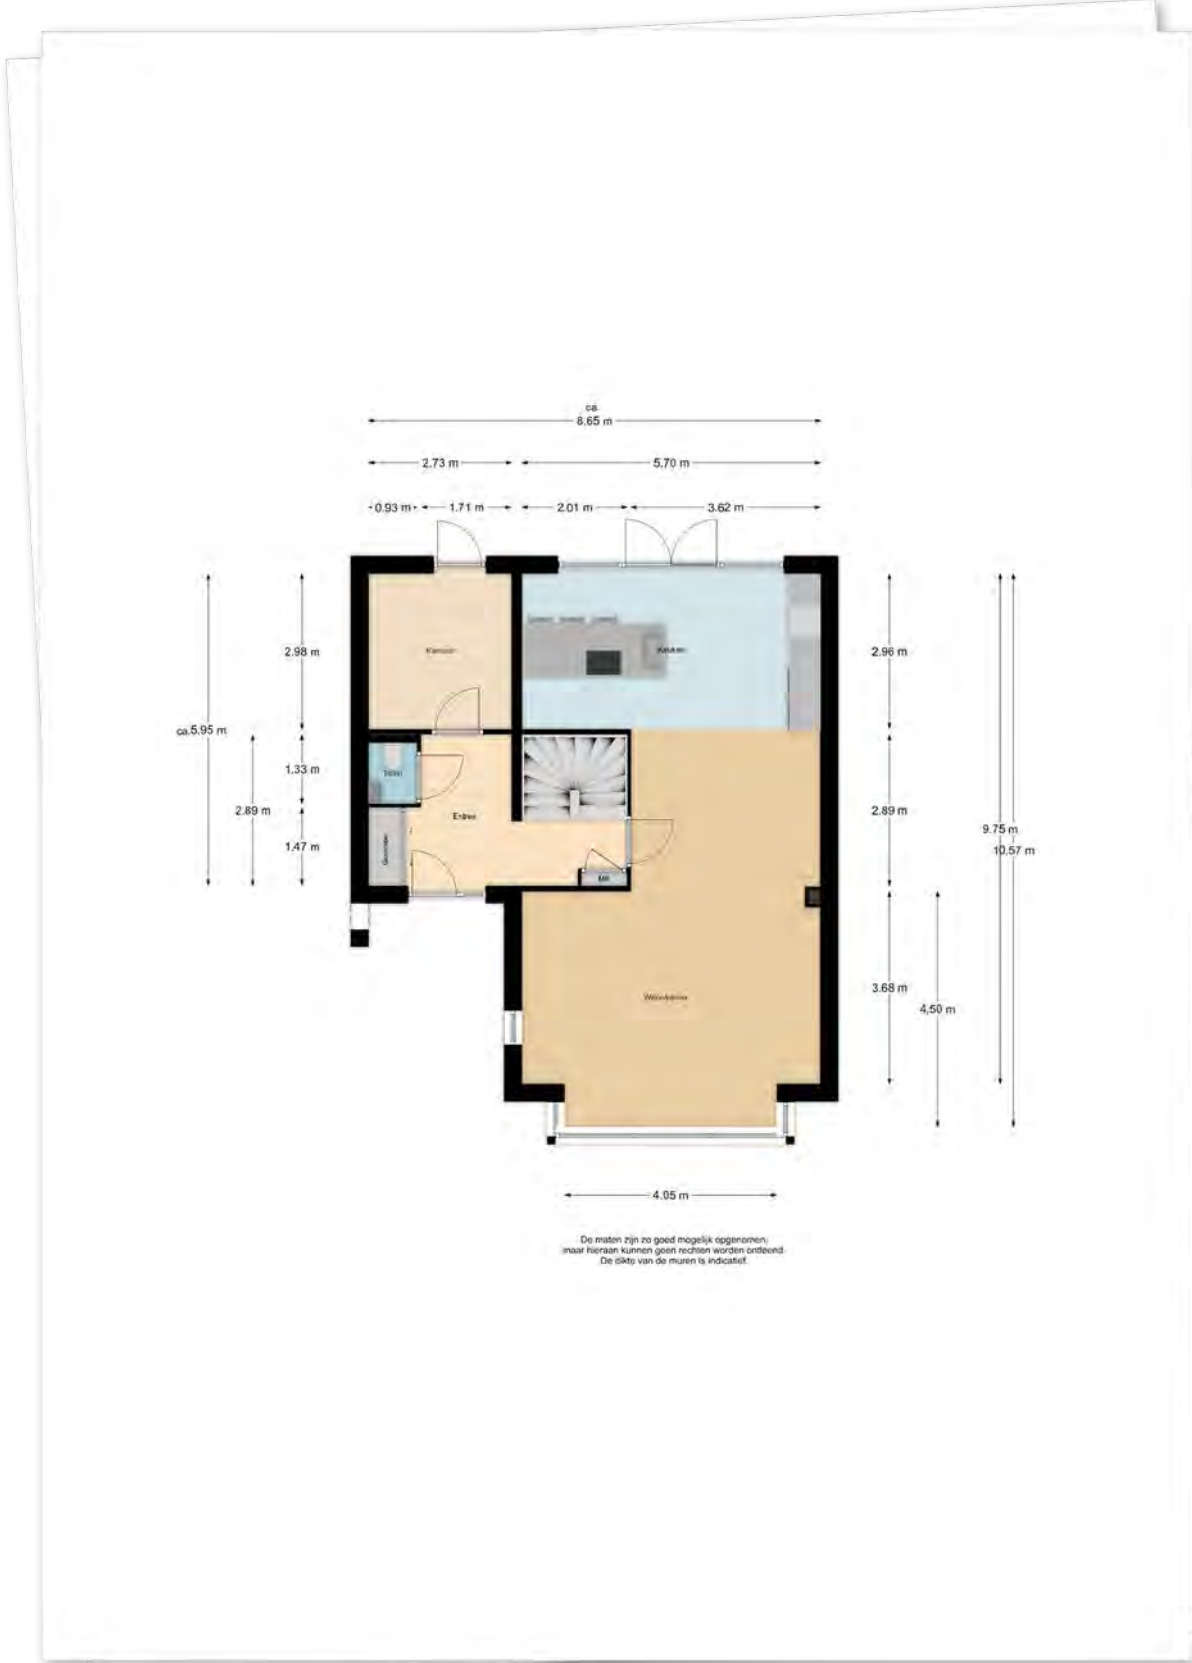 ca.
8.65 m
2.73 m
5.70 m
0.93 m
1.71 m
2.01 m
3.62 m
2.98 m
2.96 m
Kantoor
Keuken
ca.5.95 m
1.33 m
Toilet
2.89 m
2.89 m
Entree
9.75 m
1.47 m
Garderobe
10.57 m
MK
3.68 m
Woonkamer
4.50 m
4.05 m
De maten zijn zo goed mogelijk opgenomen,
maar hieraan kunnen geen rechten worden ontleend.
De dikte van de muren is indicatief.